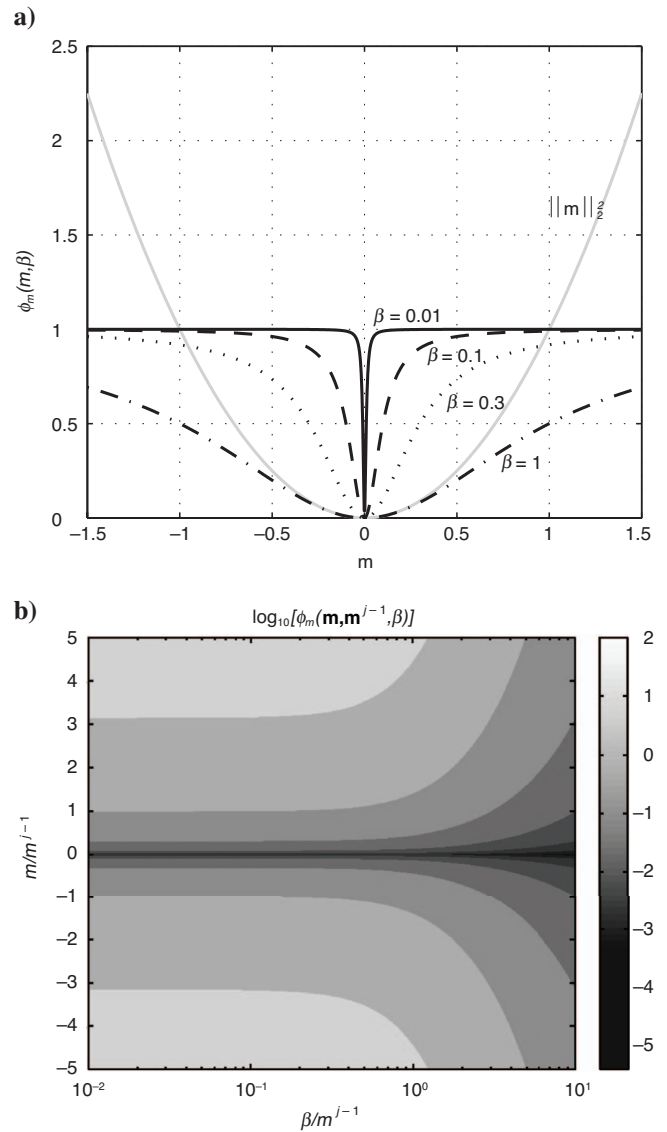 a)
2.5
2
1.5
1
0.5
0
ϕm(m,β)
||m||²₂
β = 0.01
β = 0.1
β = 0.3
β = 1
–1.5 –1 –0.5 0 0.5 1 1.5
m
b)
log₁₀[ϕm(m,m^j–1,β)]
5
4
3
2
1
0
–1
–2
–3
–4
–5
m/m^j–1
10⁻² 10⁻¹ 10⁰ 10¹
β/m^j–1
2
1
0
–1
–2
–3
–4
–5